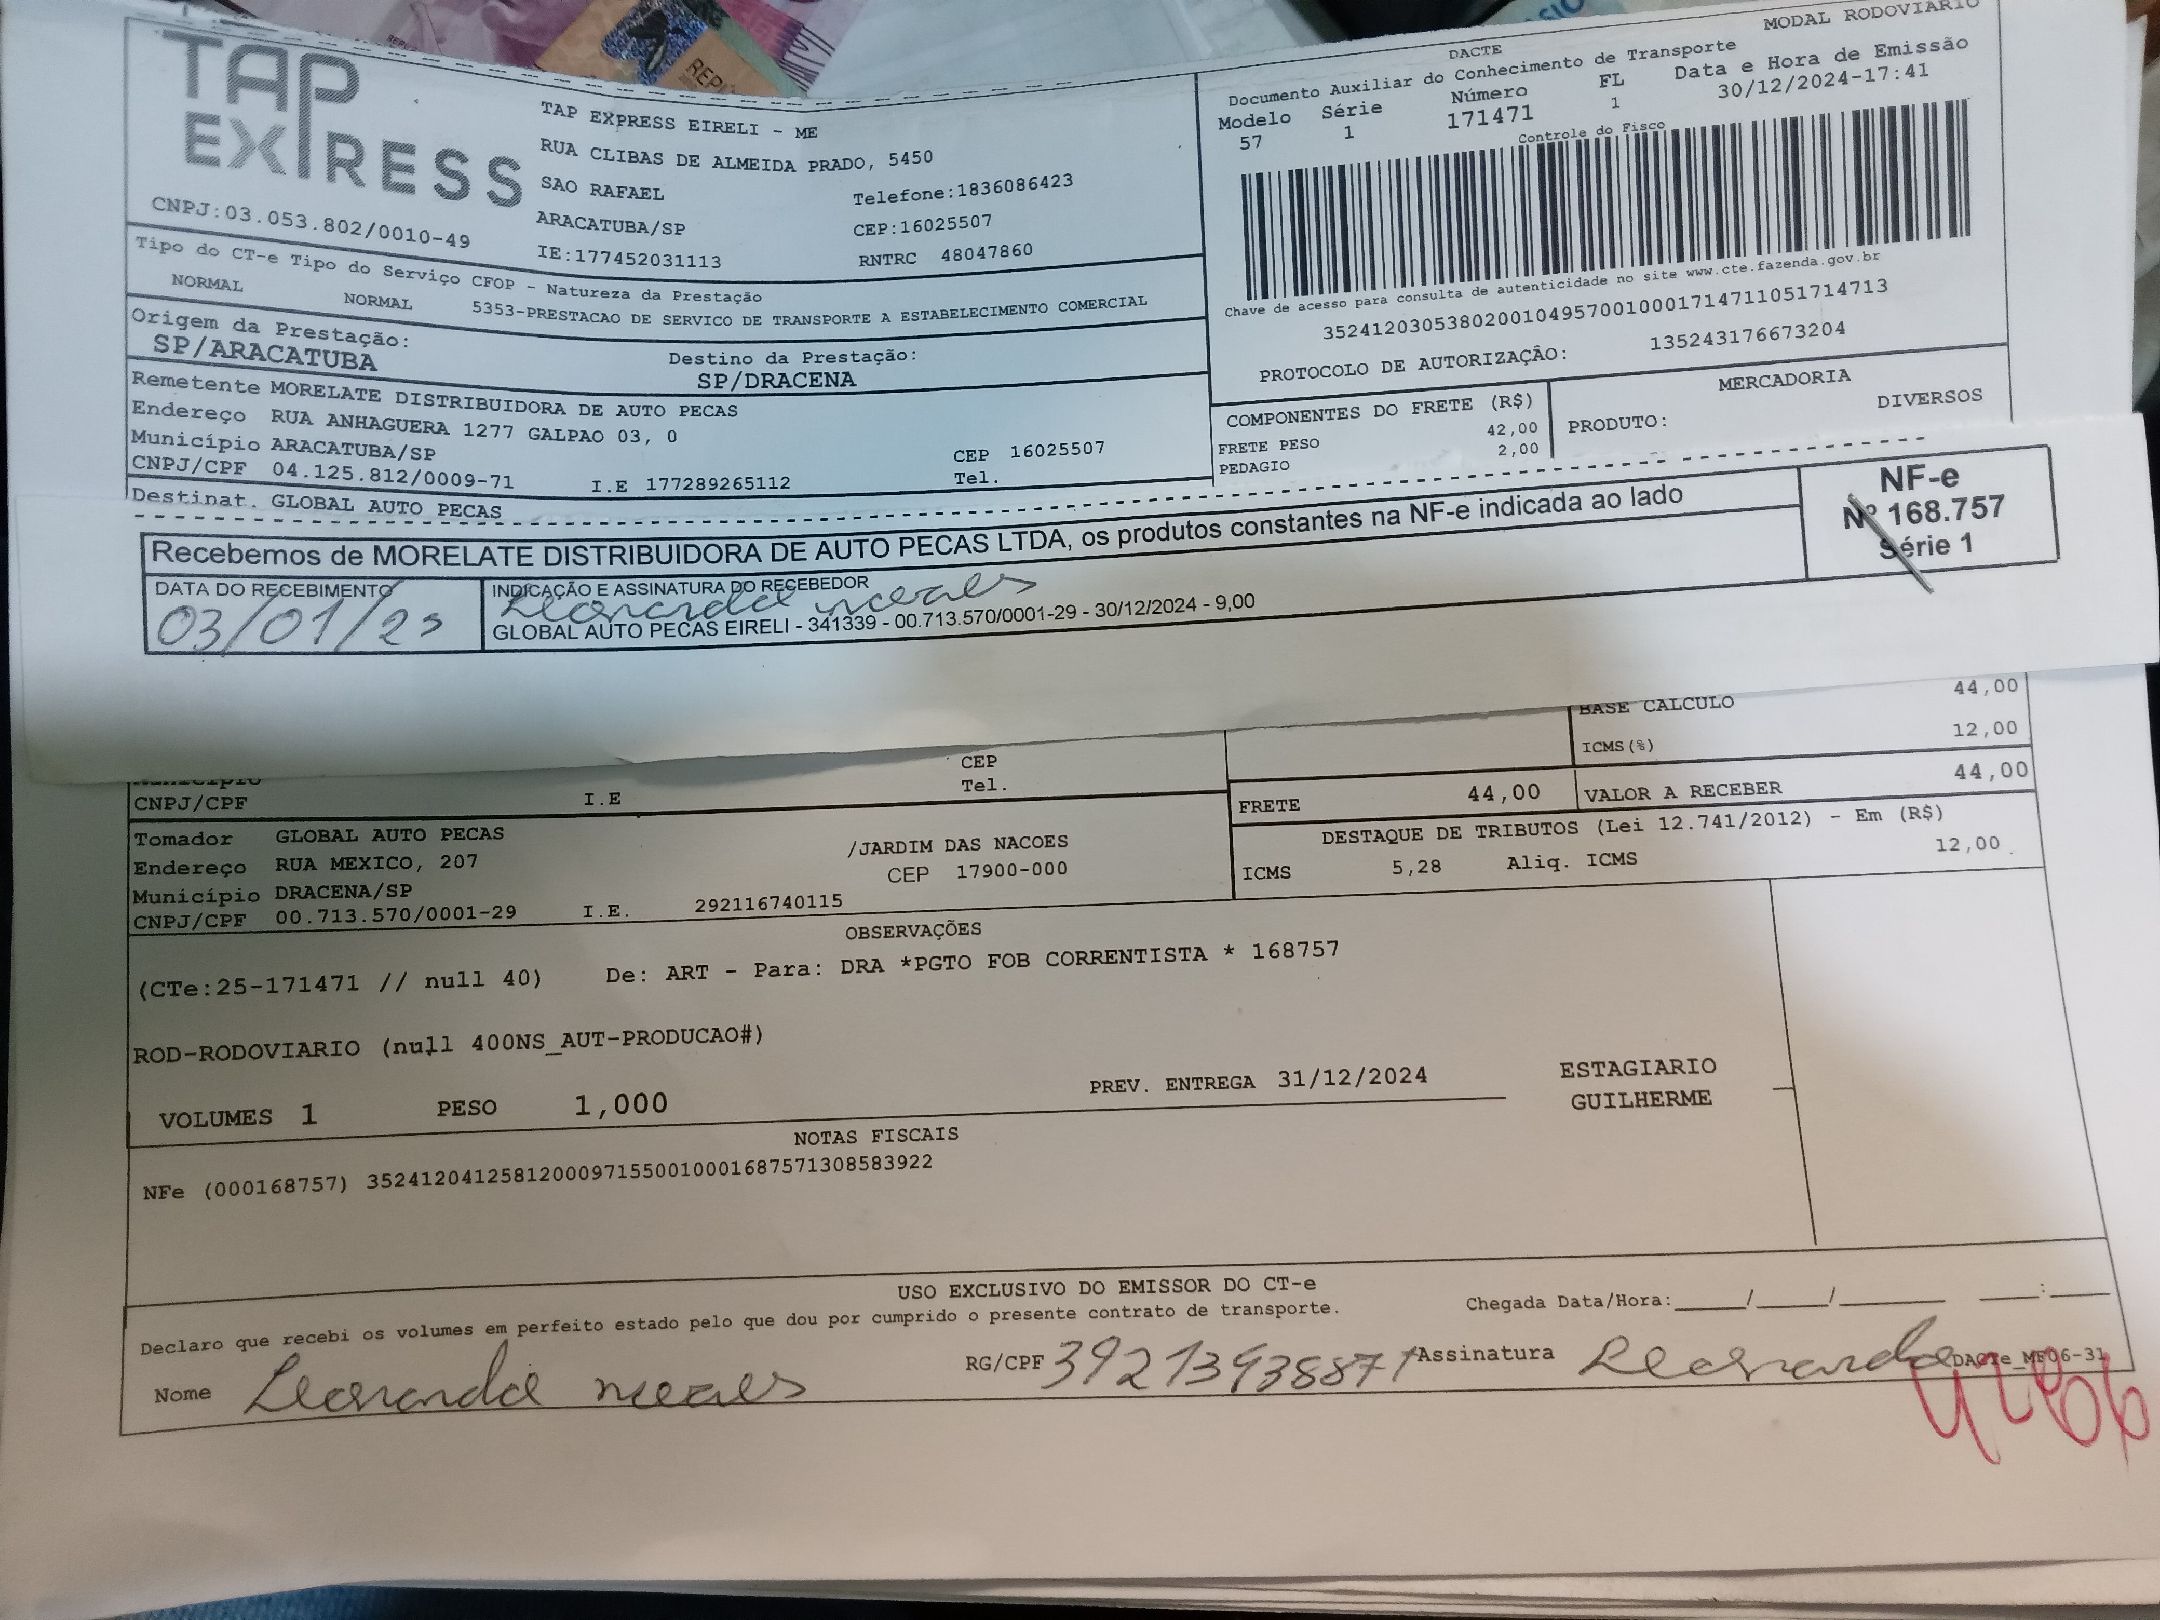 TAP
EXPRESS
CNPJ:03.053.802/0010-49
TAP EXPRESS EIRELI - ME
RUA CLIBAS DE ALMEIDA PRADO, 5450
SAO RAFAEL
Telefone:1836086423
ARACATUBA/SP
CEP:16025507
IE:177452031113
RNTRC 48047860
MODAL RODOVIARIO
DACTE
Documento Auxiliar do Conhecimento de Transporte
Modelo Série Número FL Data e Hora de Emissão
57 1 171471 1 30/12/2024-17:41
Controle do Fisco
Chave de acesso para consulta de autenticidade no site www.cte.fazenda.gov.br
35241203053802001049570010001714711051714713
PROTOCOLO DE AUTORIZAÇÃO: 135243176673204
Tipo do CT-e Tipo do Serviço CFOP - Natureza da Prestação
NORMAL NORMAL 5353-PRESTACAO DE SERVICO DE TRANSPORTE A ESTABELECIMENTO COMERCIAL
Origem da Prestação: Destino da Prestação:
SP/ARACATUBA SP/DRACENA
Remetente MORELATE DISTRIBUIDORA DE AUTO PECAS
Endereço RUA ANHAGUERA 1277 GALPAO 03, 0
Município ARACATUBA/SP CEP 16025507
CNPJ/CPF 04.125.812/0009-71 I.E 177289265112 Tel.
Destinat. GLOBAL AUTO PECAS
COMPONENTES DO FRETE (R$)
FRETE PESO 42,00
PEDAGIO 2,00
MERCADORIA
PRODUTO: DIVERSOS
Recebemos de MORELATE DISTRIBUIDORA DE AUTO PECAS LTDA, os produtos constantes na NF-e indicada ao lado
NF-e
Nº 168.757
Série 1
DATA DO RECEBIMENTO
03/01/25
INDICAÇÃO E ASSINATURA DO RECEBEDOR
GLOBAL AUTO PECAS EIRELI - 341339 - 00.713.570/0001-29 - 30/12/2024 - 9,00
BASE CALCULO 44,00
ICMS(%) 12,00
Município CEP
CNPJ/CPF I.E Tel.
FRETE 44,00 VALOR A RECEBER 44,00
Tomador GLOBAL AUTO PECAS
Endereço RUA MEXICO, 207 /JARDIM DAS NACOES
Município DRACENA/SP CEP 17900-000
CNPJ/CPF 00.713.570/0001-29 I.E. 292116740115
DESTAQUE DE TRIBUTOS (Lei 12.741/2012) - Em (R$)
ICMS 5,28 Aliq. ICMS 12,00
OBSERVAÇÕES
(CTe:25-171471 // null 40) De: ART - Para: DRA *PGTO FOB CORRENTISTA * 168757
ROD-RODOVIARIO (null 400NS_AUT-PRODUCAO#)
VOLUMES 1 PESO 1,000 PREV. ENTREGA 31/12/2024
ESTAGIARIO
GUILHERME
NOTAS FISCAIS
NFe (000168757) 35241204125812000971550010001687571308583922
USO EXCLUSIVO DO EMISSOR DO CT-e
Declaro que recebi os volumes em perfeito estado pelo que dou por cumprido o presente contrato de transporte.
Chegada Data/Hora:____/____/______ ___:___
Nome RG/CPF Assinatura
DACTe_MF06-31